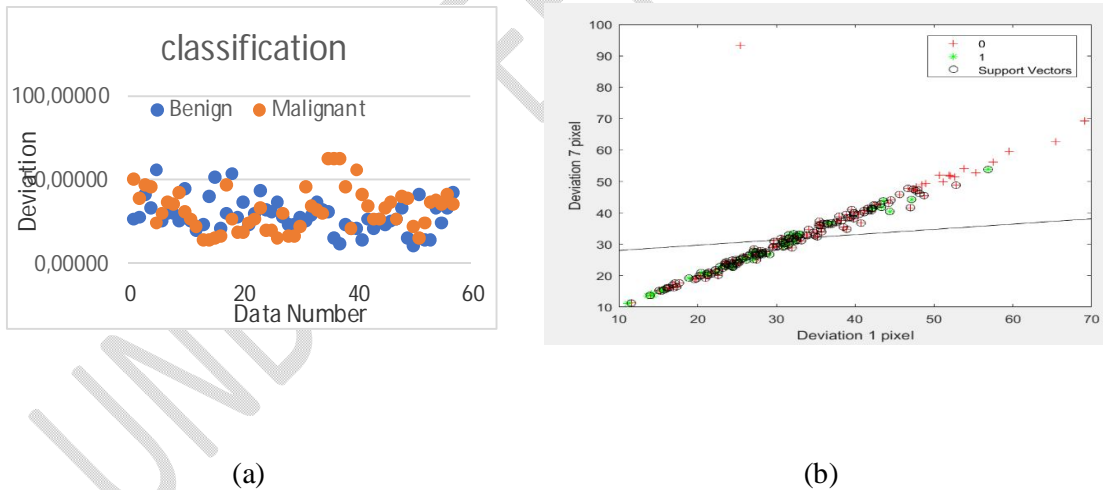 classification
100,00000
Benign
Malignant
50,00000
0,00000
Deviation
0
20
40
60
Data Number
(a)
100
90
80
70
60
50
40
30
20
10
Deviation 7 pixel
0
1
Support Vectors
10
20
30
40
50
60
70
Deviation 1 pixel
(b)